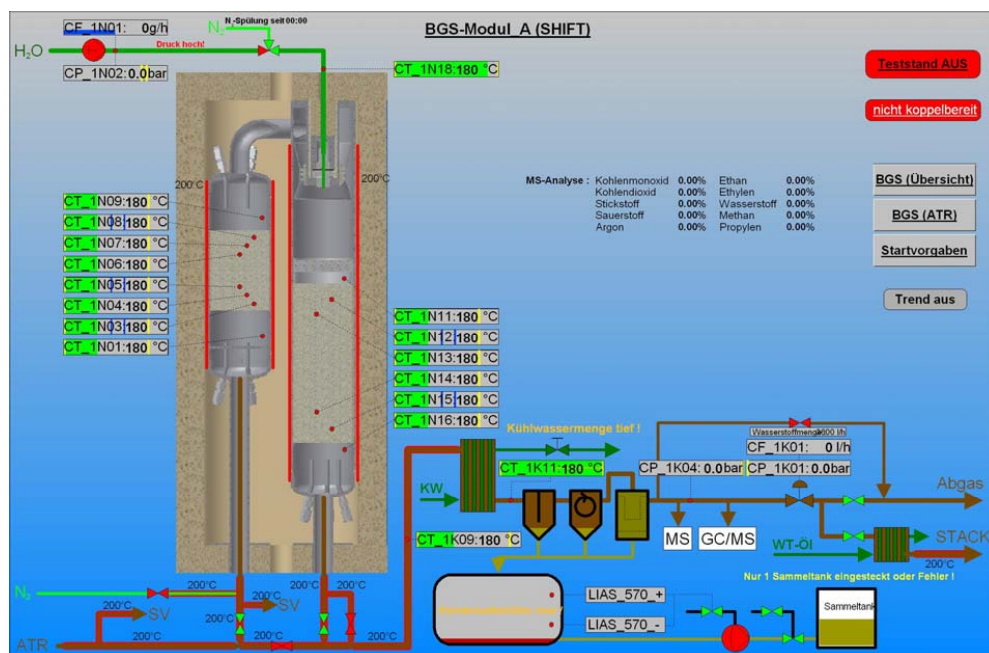 BGS-Modul_A (SHIFT)
CF_1N01: 0g/h
N₂
N₂-Spülung seit 00:00
H₂O
Druck hoch!
CP_1N02:0.0bar
CT_1N18:180 °C
Teststand AUS
nicht koppelbereit
BGS (Übersicht)
BGS (ATR)
Startvorgaben
Trend aus
MS-Analyse :
Kohlenmonoxid 0.00% Ethan 0.00%
Kohlendioxid 0.00% Ethylen 0.00%
Stickstoff 0.00% Wasserstoff 0.00%
Sauerstoff 0.00% Methan 0.00%
Argon 0.00% Propylen 0.00%
200°C
200°C
CT_1N09:180 °C
CT_1N08:180 °C
CT_1N07:180 °C
CT_1N06:180 °C
CT_1N05:180 °C
CT_1N04:180 °C
CT_1N03:180 °C
CT_1N01:180 °C
CT_1N11:180 °C
CT_1N12:180 °C
CT_1N13:180 °C
CT_1N14:180 °C
CT_1N15:180 °C
CT_1N16:180 °C
Kühlwassermenge tief !
Wasserstoffmenge
CF_1K01: 0 l/h
CT_1K11:180 °C
CP_1K04: 0.0bar
CP_1K01:0.0bar
KW
Abgas
MS
GC/MS
CT_1K09:180 °C
WT-Öl
STACK
200°C
Nur 1 Sammeltank eingesteckt oder Fehler !
LIAS_570_+
LIAS_570_-
Sammeltank
N₂
200°C
200°C
200°C
SV
SV
200°C
200°C
200°C
200°C
200°C
ATR